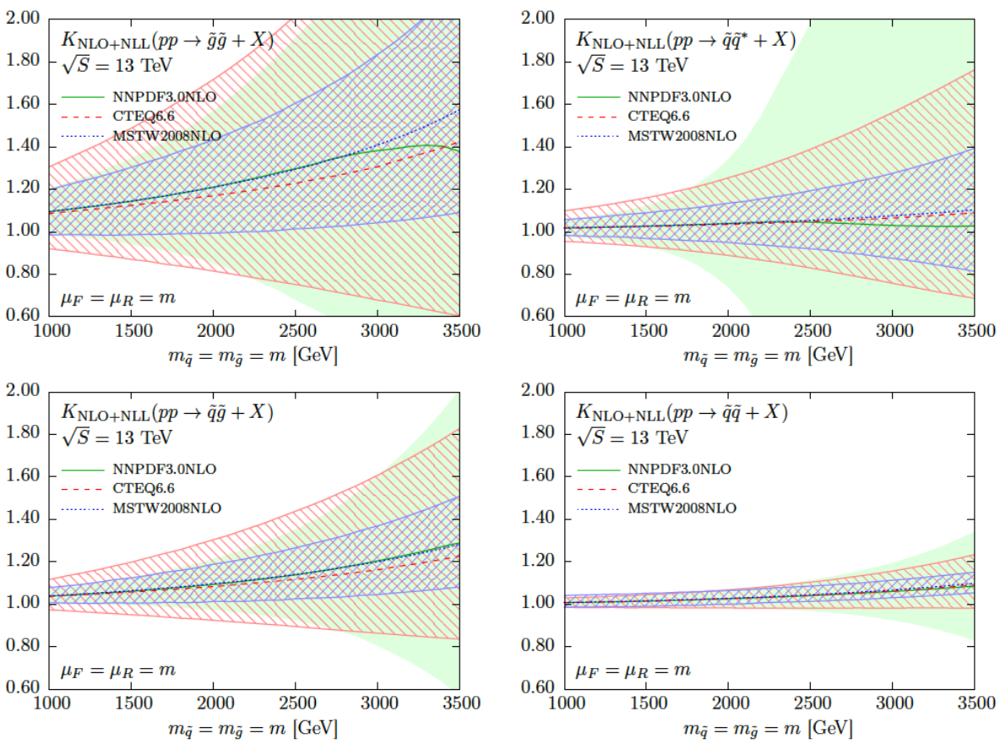 2.00
1.80
1.60
1.40
1.20
1.00
0.80
0.60
K_NLO+NLL(pp → g̃g̃ + X)
√S = 13 TeV
NNPDF3.0NLO
CTEQ6.6
MSTW2008NLO
μ_F = μ_R = m
1000 1500 2000 2500 3000 3500
m_q̃ = m_g̃ = m [GeV]
2.00
1.80
1.60
1.40
1.20
1.00
0.80
0.60
K_NLO+NLL(pp → q̃q̃* + X)
√S = 13 TeV
NNPDF3.0NLO
CTEQ6.6
MSTW2008NLO
μ_F = μ_R = m
1000 1500 2000 2500 3000 3500
m_q̃ = m_g̃ = m [GeV]
2.00
1.80
1.60
1.40
1.20
1.00
0.80
0.60
K_NLO+NLL(pp → q̃g̃ + X)
√S = 13 TeV
NNPDF3.0NLO
CTEQ6.6
MSTW2008NLO
μ_F = μ_R = m
1000 1500 2000 2500 3000 3500
m_q̃ = m_g̃ = m [GeV]
2.00
1.80
1.60
1.40
1.20
1.00
0.80
0.60
K_NLO+NLL(pp → q̃q̃ + X)
√S = 13 TeV
NNPDF3.0NLO
CTEQ6.6
MSTW2008NLO
μ_F = μ_R = m
1000 1500 2000 2500 3000 3500
m_q̃ = m_g̃ = m [GeV]